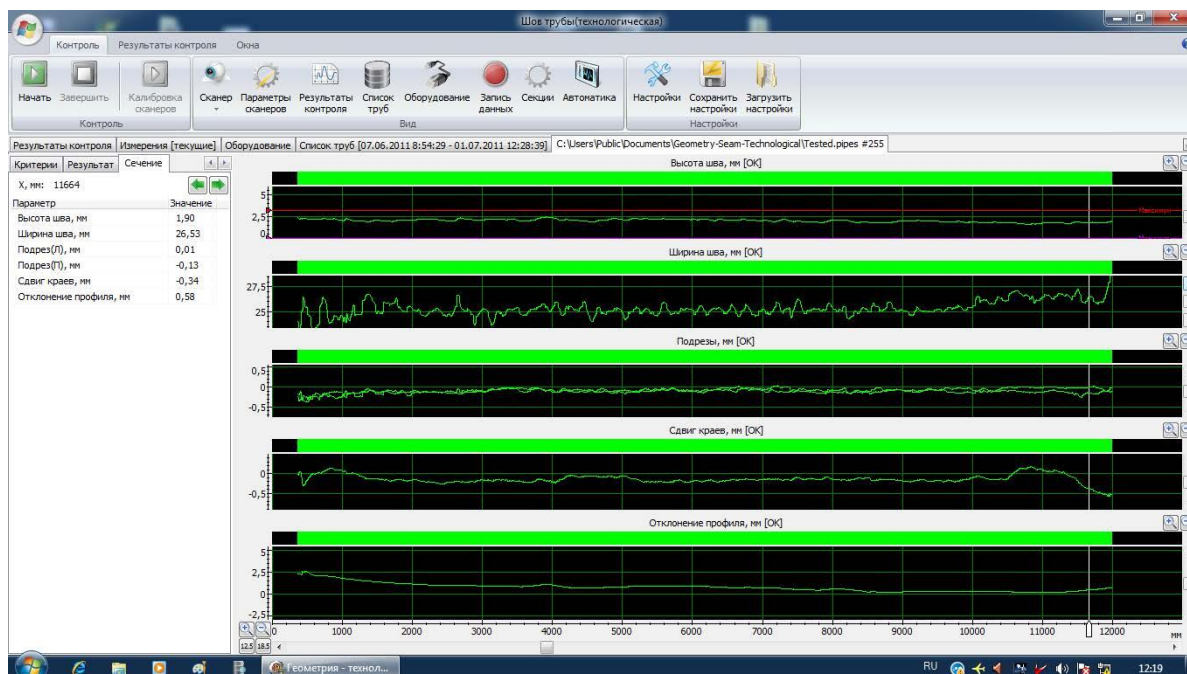 Шов трубы(технологическая)
Контроль Результаты контроля Окна
Начать Завершить Калибровка сканеров Сканер Параметры сканеров Результаты контроля Список труб Оборудование Запись данных Секции Автоматика Настройки Сохранить настройки Загрузить настройки
Контроль Вид Настройки
Результаты контроля Измерения [текущие] Оборудование Список труб [07.06.2011 8:54:29 - 01.07.2011 12:28:39] C:\Users\Public\Documents\Geometry-Seam-Technological\Tested.pipes #255
Критерии Результат Сечение
X, мм: 11664
Параметр Значение
Высота шва, мм 1,90
Ширина шва, мм 26,53
Подрез(Л), мм 0,01
Подрез(П), мм -0,13
Сдвиг краев, мм -0,34
Отклонение профиля, мм 0,58
Высота шва, мм [OK]
5
2,5
0
Максимум
Ширина шва, мм [OK]
27,5
25
Подрезы, мм [OK]
0,5
0
-0,5
Сдвиг краев, мм [OK]
0
-0,5
Отклонение профиля, мм [OK]
5
2,5
0
-2,5
0 1000 2000 3000 4000 5000 6000 7000 8000 9000 10000 11000 12000 мм
12.5 18.5
Геометрия - технол...
RU 12:19